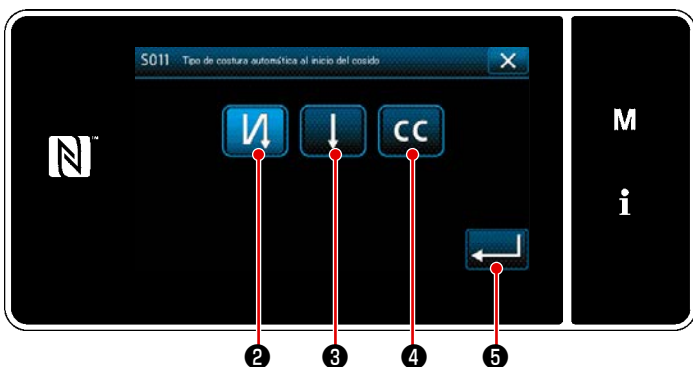 S011 Tipo de costura automática al inicio del cosido
M
CC
i
❷ ❸ ❹ ❺